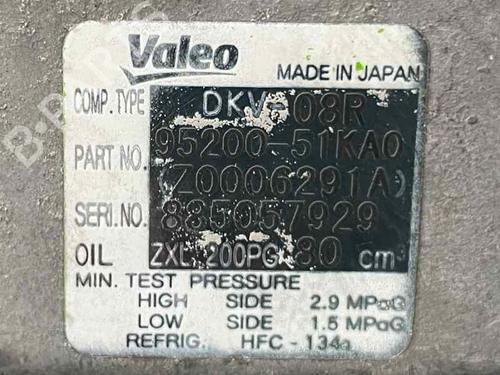 Valeo
MADE IN JAPAN
COMP. TYPE DKV-08R
PART NO. 95200-51KA0
Z0006291A)
SERI.NO. 885057929
OIL ZXL 200PG 80 cm³
MIN. TEST PRESSURE
HIGH SIDE 2.9 MPaG
LOW SIDE 1.5 MPaG
REFRIG. HFC-134a